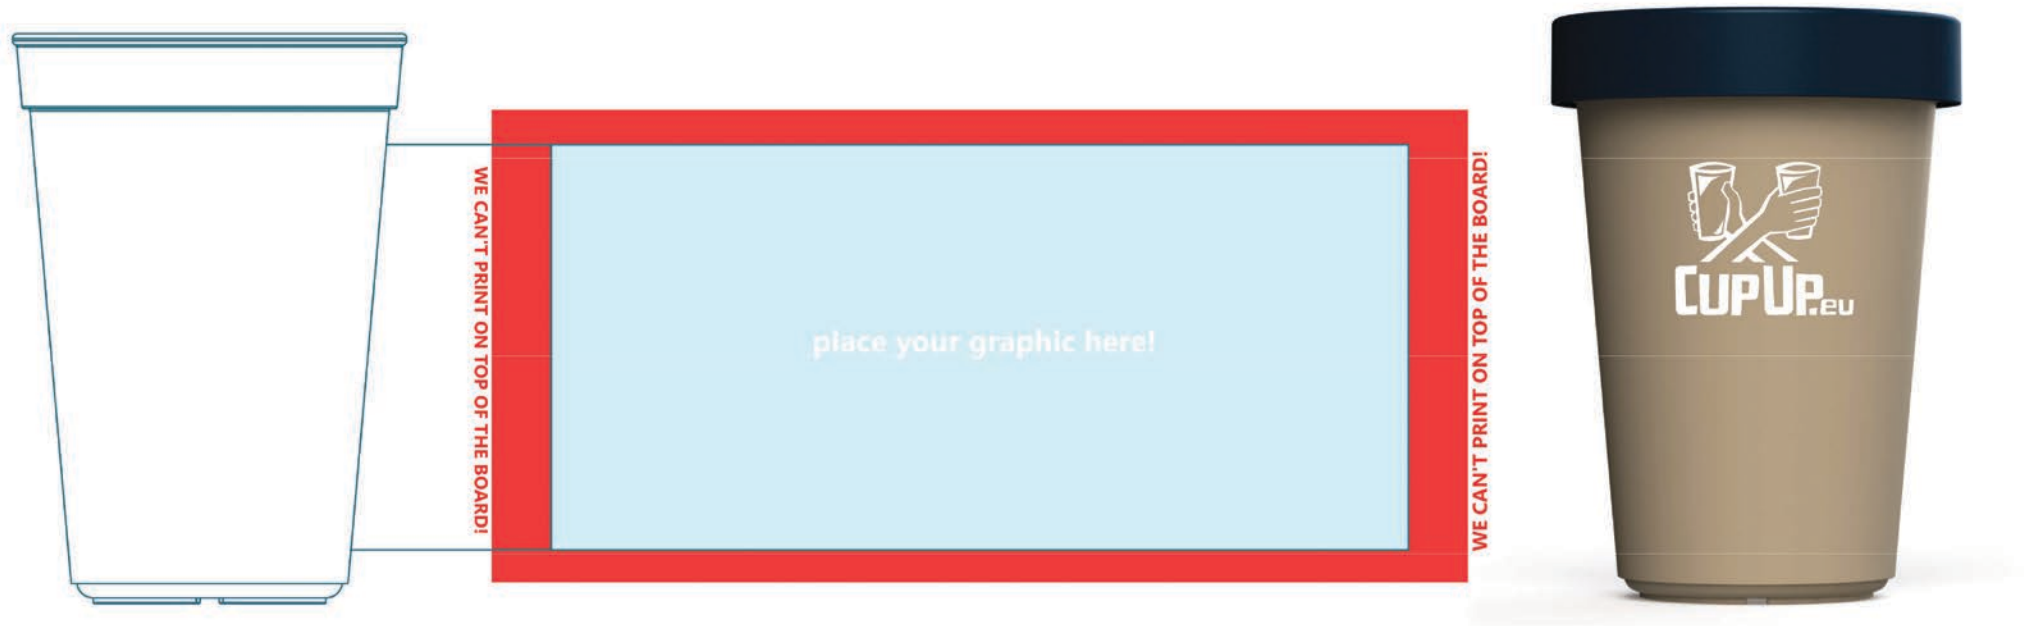 WE CAN'T PRINT ON TOP OF THE BOARD!
place your graphic here!
WE CAN'T PRINT ON TOP OF THE BOARD!
CUPUP.eu